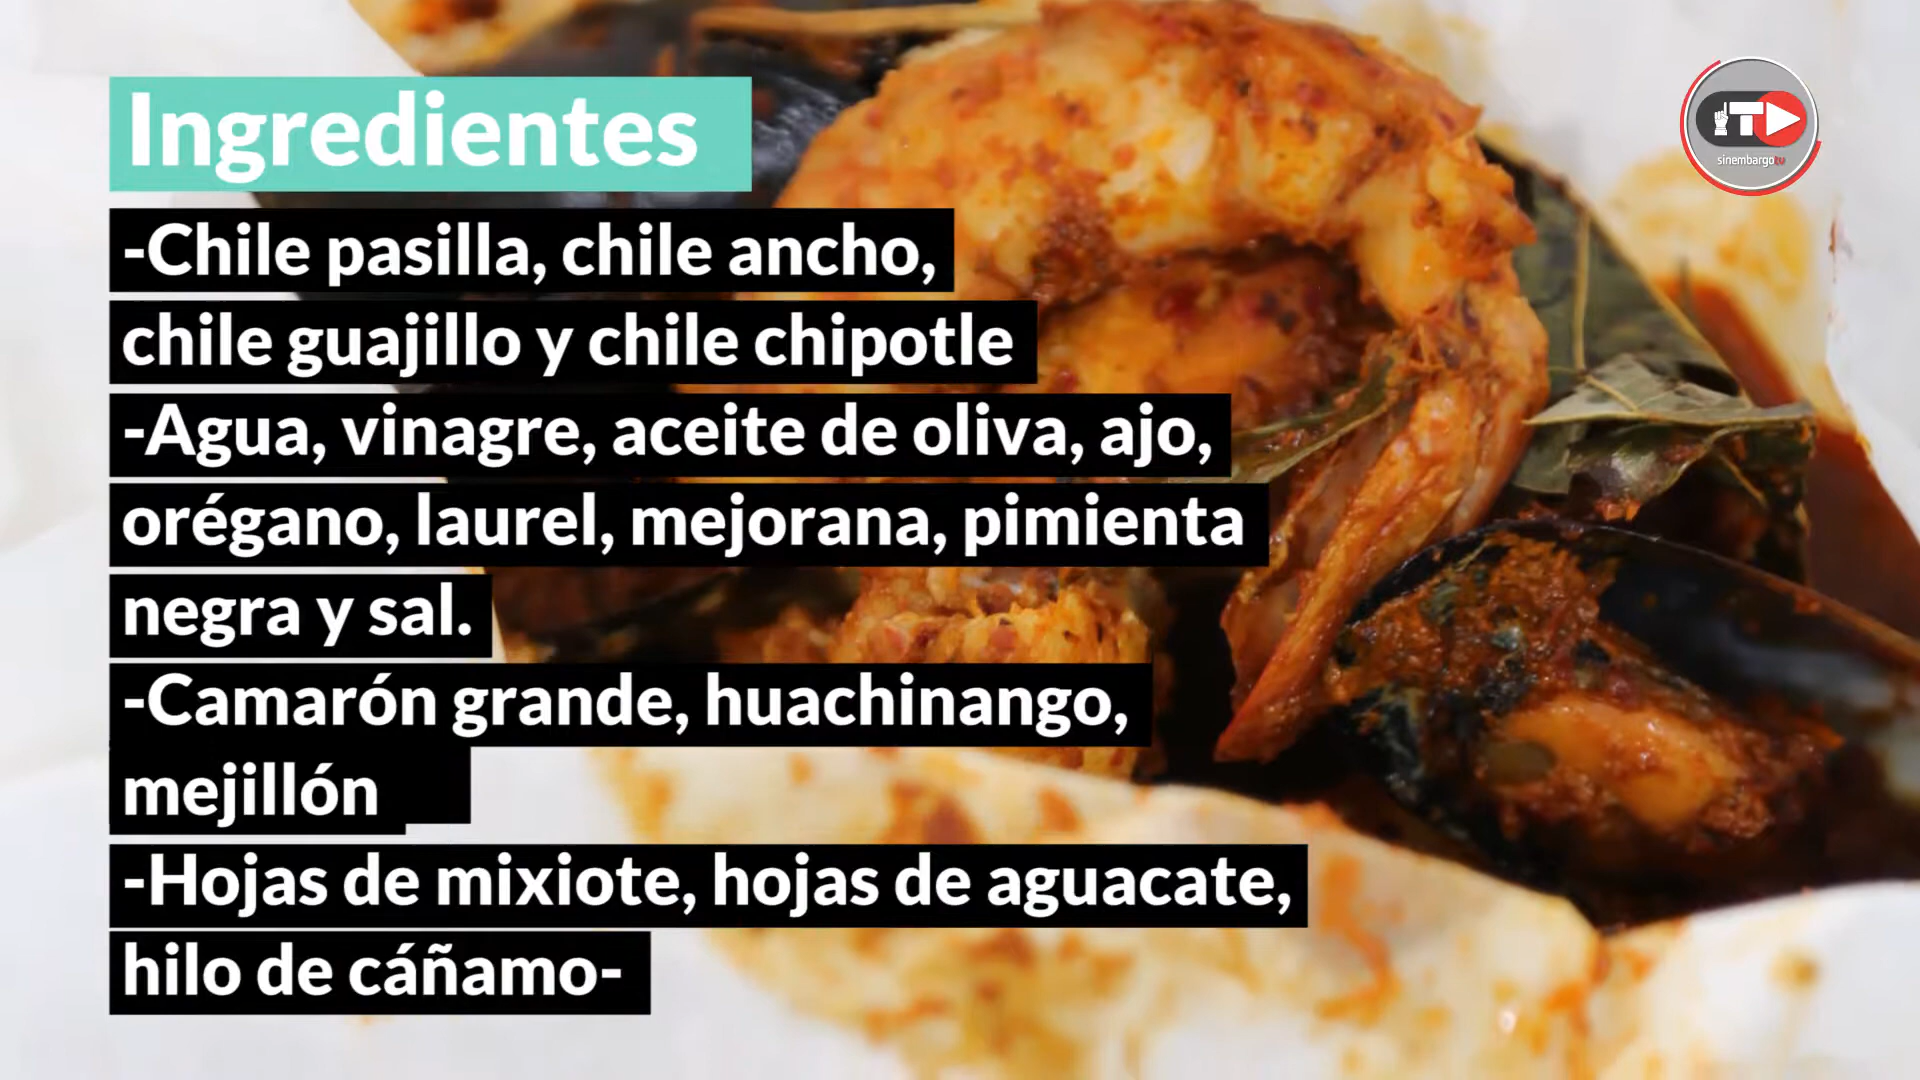 Ingredientes
-Chile pasilla, chile ancho,
chile guajillo y chile chipotle
-Agua, vinagre, aceite de oliva, ajo,
orégano, laurel, mejorana, pimienta
negra y sal.
-Camarón grande, huachinango,
mejillón
-Hojas de mixiote, hojas de aguacate,
hilo de cáñamo-
T
sinembargotv